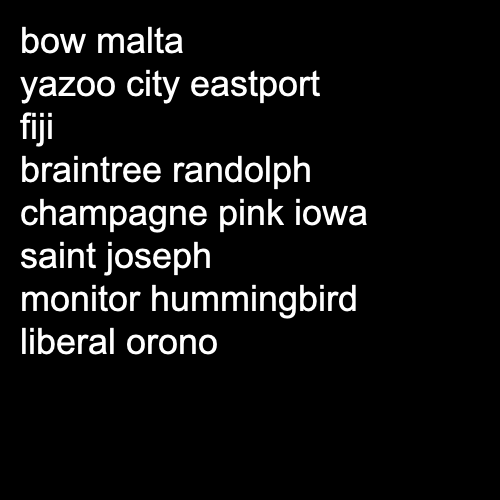 bow malta
yazoo city eastport
fiji
braintree randolph
champagne pink iowa
saint joseph
monitor hummingbird
liberal orono